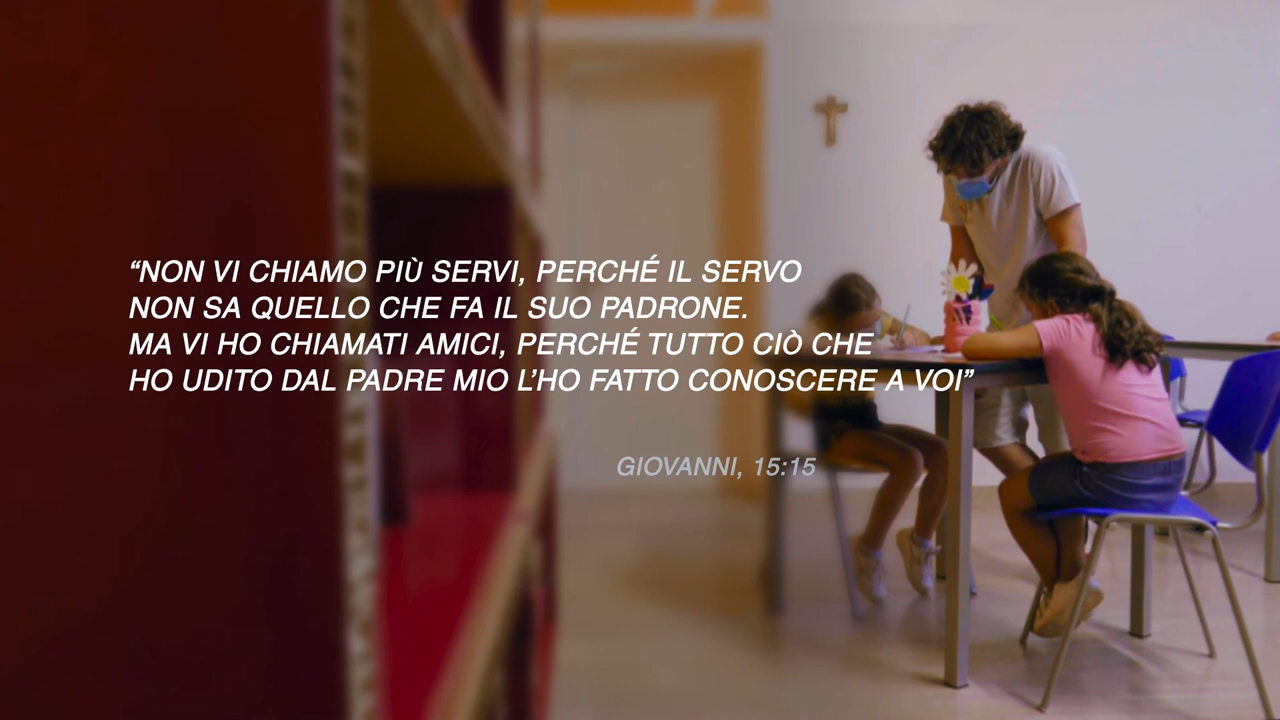 “NON VI CHIAMO PIÙ SERVI, PERCHÉ IL SERVO
NON SA QUELLO CHE FA IL SUO PADRONE.
MA VI HO CHIAMATI AMICI, PERCHÉ TUTTO CIÒ CHE
HO UDITO DAL PADRE MIO L’HO FATTO CONOSCERE A VOI”
GIOVANNI, 15:15